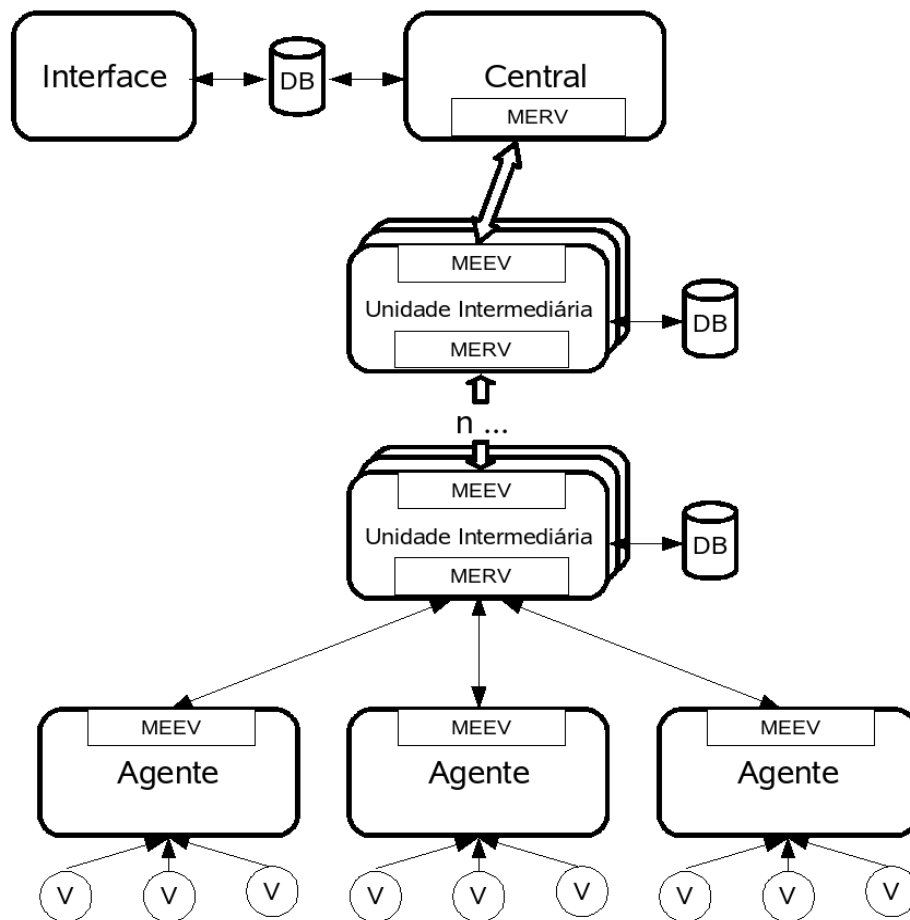 Interface
DB
Central
MERV
MEEV
Unidade Intermediária
MERV
DB
n ...
MEEV
Unidade Intermediária
MERV
DB
MEEV
MEEV
MEEV
Agente
Agente
Agente
V
V
V
V
V
V
V
V
V